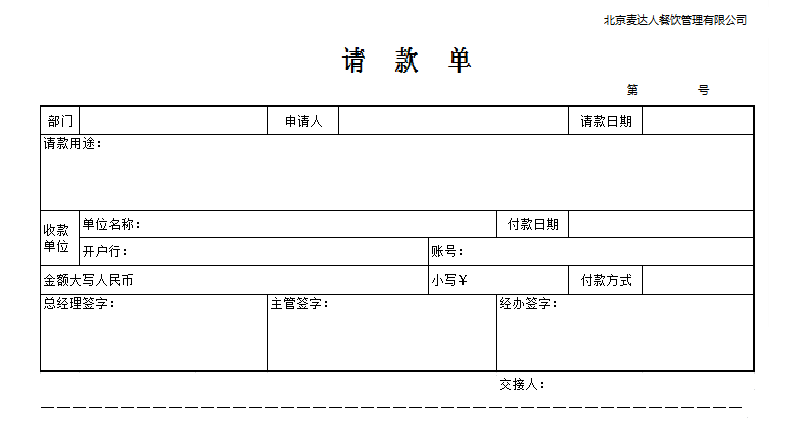 北京麦达人餐饮管理有限公司
请 款 单
第 号
部门 申请人 请款日期
请款用途：
收款单位 单位名称： 付款日期
开户行： 账号：
金额大写人民币 小写¥ 付款方式
总经理签字： 主管签字： 经办签字：
交接人：